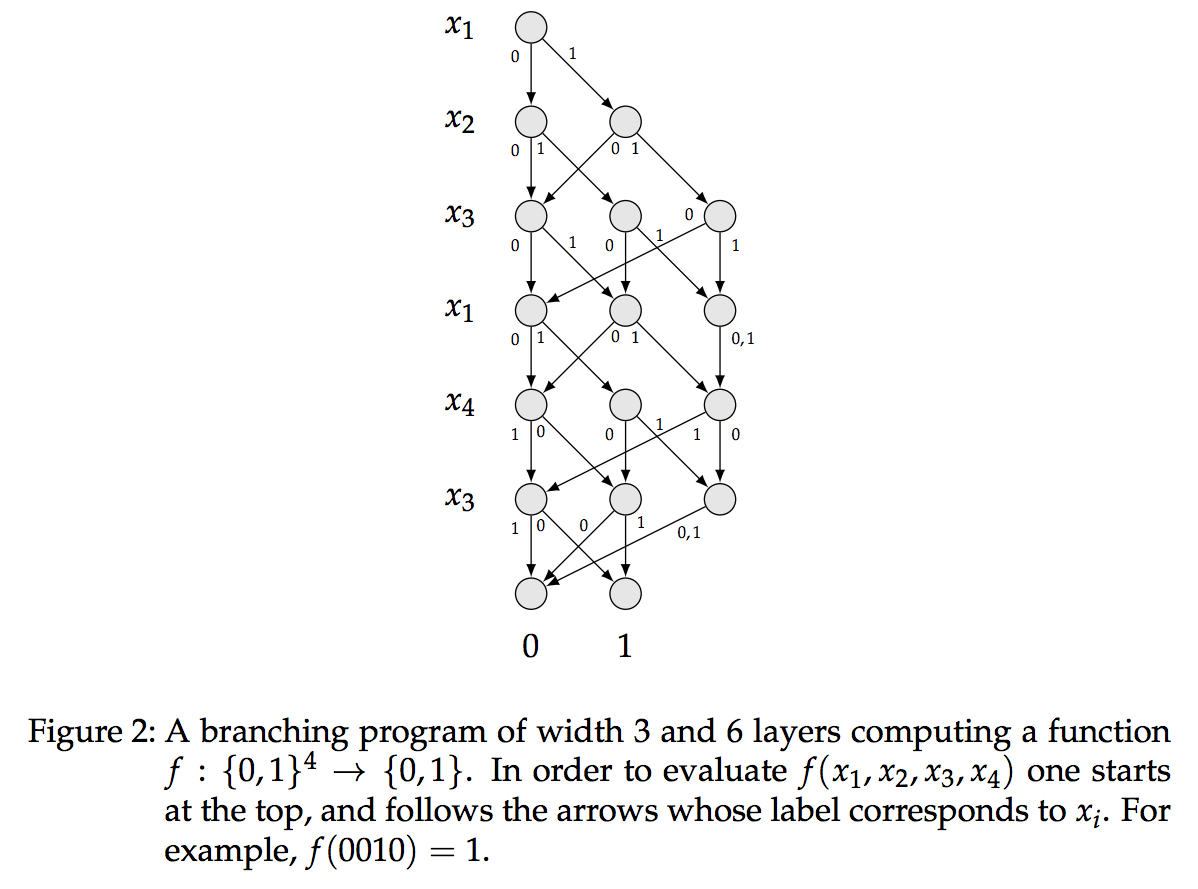 x1
0 1
x2
0 1 0 1
x3
0 1 0 1 0 1
x1
0 1 0 1 0,1
x4
1 0 0 1 1 0
x3
1 0 0 1 0,1
0 1
Figure 2: A branching program of width 3 and 6 layers computing a function
f : {0,1}⁴ → {0,1}. In order to evaluate f(x₁, x₂, x₃, x₄) one starts
at the top, and follows the arrows whose label corresponds to xᵢ. For
example, f(0010) = 1.